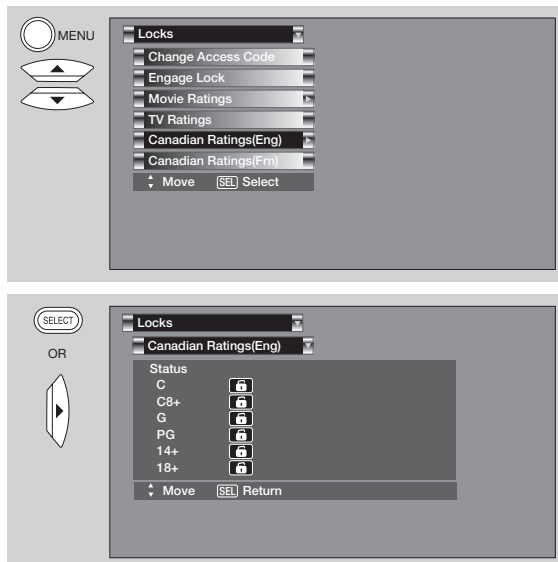 MENU
Locks
Change Access Code
Engage Lock
Movie Ratings
TV Ratings
Canadian Ratings(Eng)
Canadian Ratings(Frn)
Move SEL Select
SELECT
OR
Locks
Canadian Ratings(Eng)
Status
C
C8+
G
PG
14+
18+
Move SEL Return